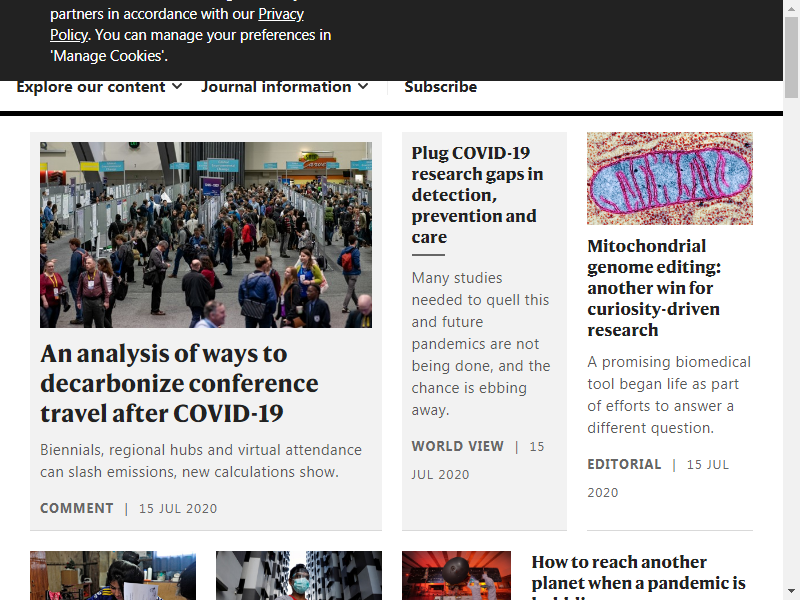 partners in accordance with our Privacy
Policy. You can manage your preferences in
'Manage Cookies'.
Explore our content
Journal information
Subscribe
An analysis of ways to
decarbonize conference
travel after COVID-19
Biennials, regional hubs and virtual attendance
can slash emissions, new calculations show.
COMMENT | 15 JUL 2020
Plug COVID-19
research gaps in
detection,
prevention and
care
Many studies
needed to quell this
and future
pandemics are not
being done, and the
chance is ebbing
away.
WORLD VIEW | 15
JUL 2020
Mitochondrial
genome editing:
another win for
curiosity-driven
research
A promising biomedical
tool began life as part
of efforts to answer a
different question.
EDITORIAL | 15 JUL
2020
How to reach another
planet when a pandemic is